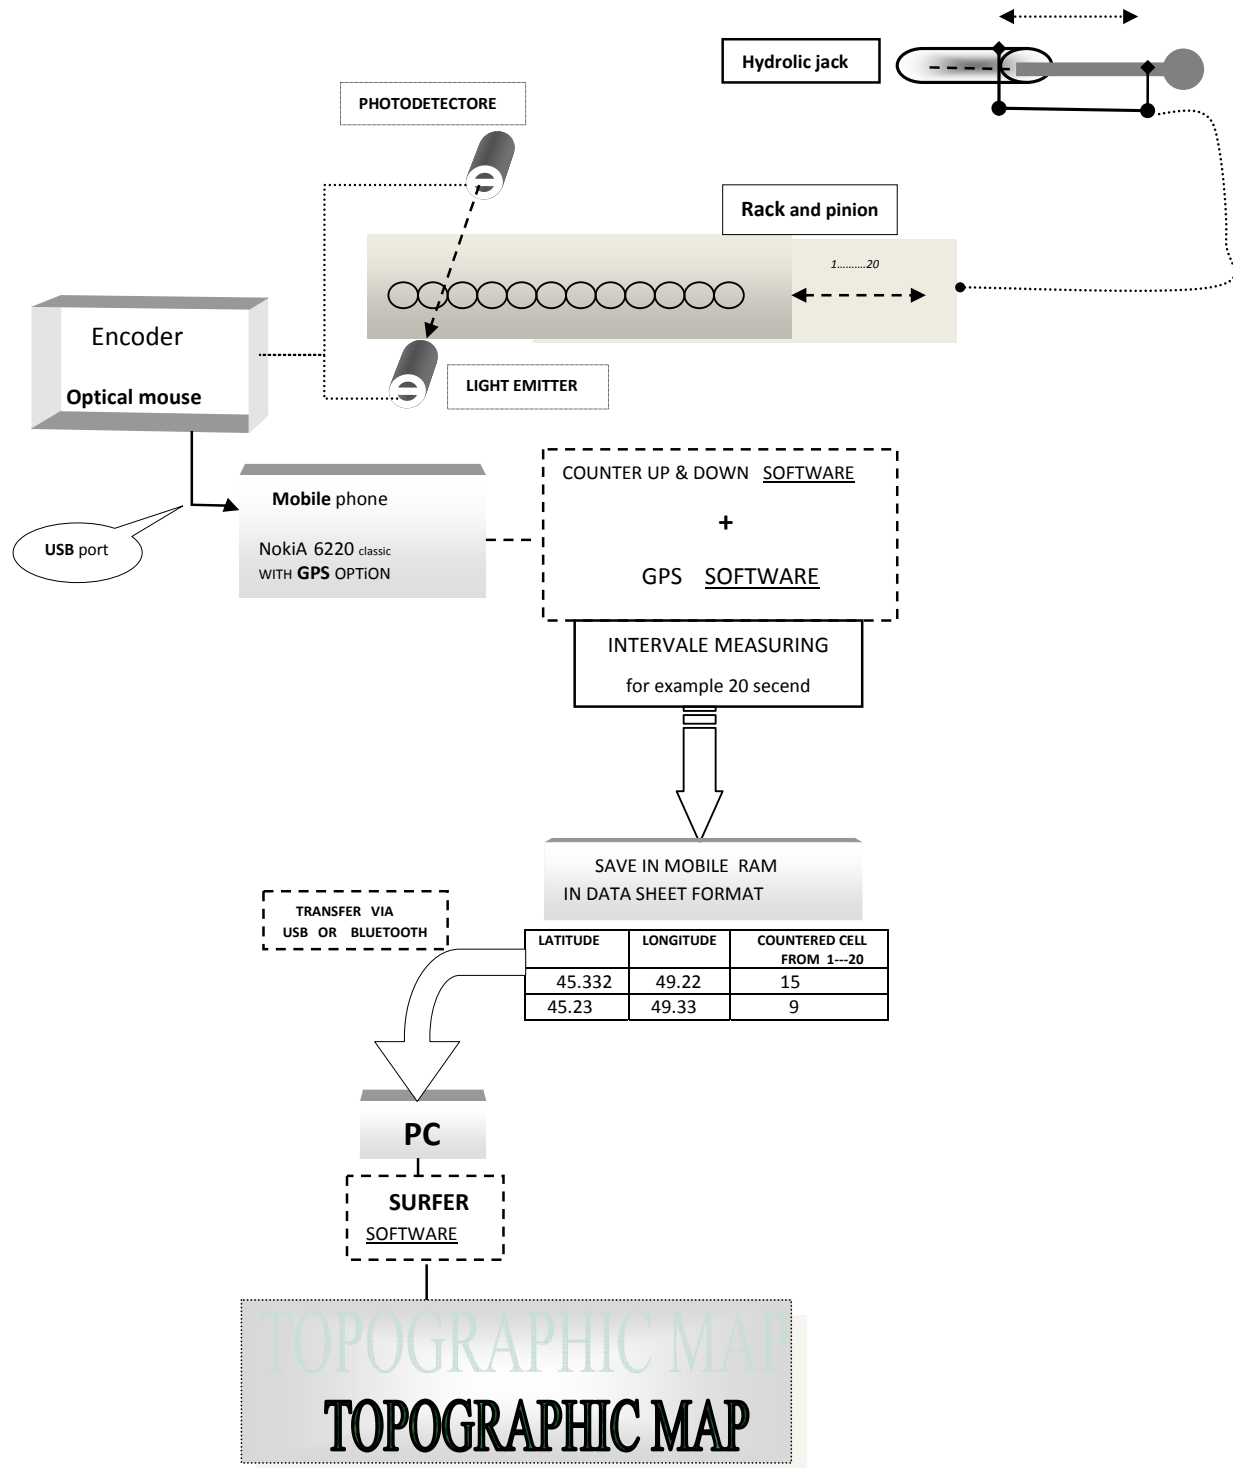 Hydrolic jack
PHOTODETECTORE
Rack and pinion
1..........20
Encoder
Optical mouse
LIGHT EMITTER
USB port
Mobile phone
NokiA 6220 classic
WITH GPS OPTiON
COUNTER UP & DOWN SOFTWARE
+
GPS SOFTWARE
INTERVALE MEASURING
for example 20 secend
SAVE IN MOBILE RAM
IN DATA SHEET FORMAT
TRANSFER VIA
USB OR BLUETOOTH
LATITUDE LONGITUDE COUNTERED CELL
FROM 1---20
45.332 49.22 15
45.23 49.33 9
PC
SURFER
SOFTWARE
TOPOGRAPHIC MAP
TOPOGRAPHIC MAP